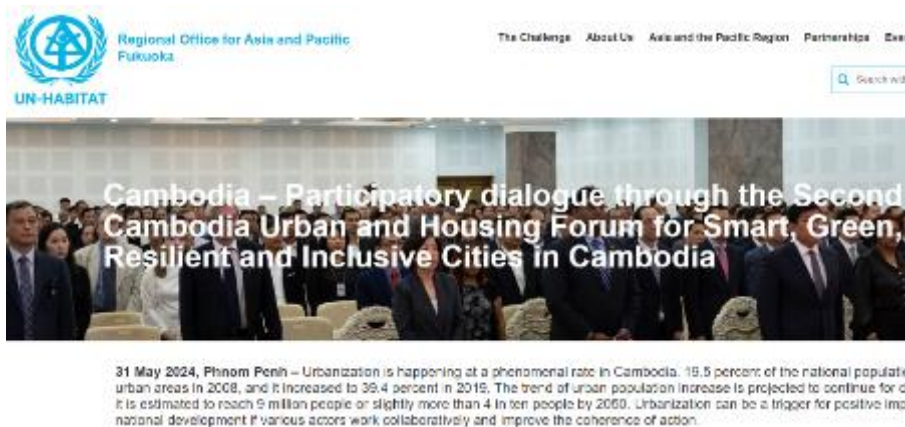 Regional Office for Asia and Pacific
Fukuoka
UN-HABITAT
The Challenge About Us Asia and the Pacific Region Partnerships
Search
Cambodia – Participatory dialogue through the Second
Cambodia Urban and Housing Forum for Smart, Green,
Resilient and Inclusive Cities in Cambodia
31 May 2024, Phnom Penh – Urbanization is happening at a phenomenal rate in Cambodia. 19.5 percent of the national
urban areas in 2008, and it increased to 39.4 percent in 2019. The trend of urban population increase is projected to continue for
it is estimated to reach 9 million people or slightly more than 4 in ten people by 2050. Urbanization can be a trigger for positive
national development if various actors work collaboratively and improve the coherence of action.